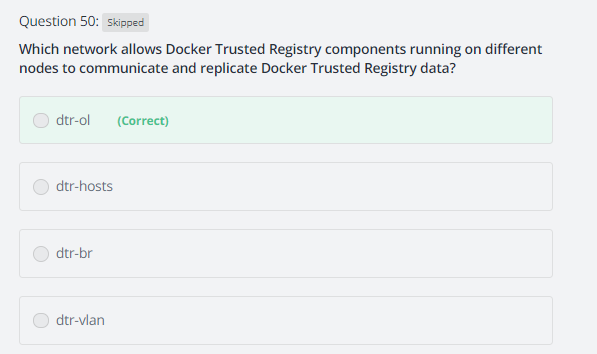 Question 50: Skipped
Which network allows Docker Trusted Registry components running on different
nodes to communicate and replicate Docker Trusted Registry data?
dtr-ol (Correct)
dtr-hosts
dtr-br
dtr-vlan